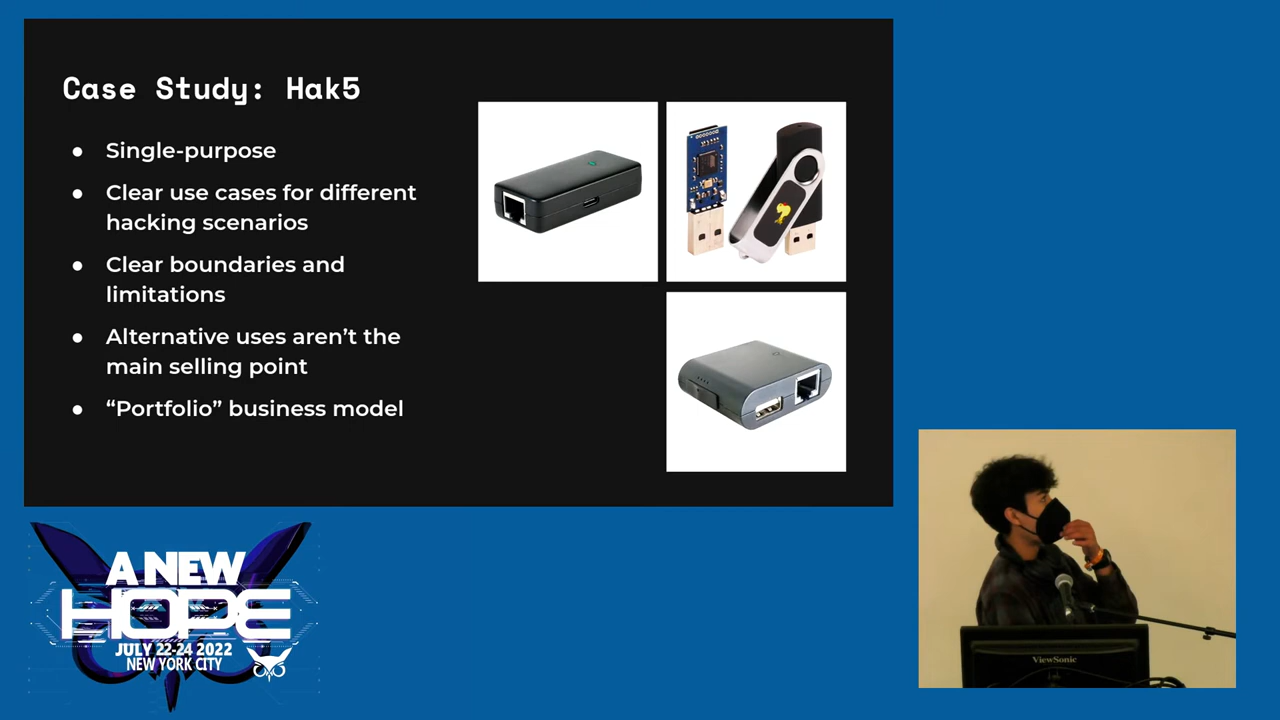 Case Study: Hak5
● Single-purpose
● Clear use cases for different
hacking scenarios
● Clear boundaries and
limitations
● Alternative uses aren’t the
main selling point
● “Portfolio” business model
A NEW
HOPE
JULY 22-24 2022
NEW YORK CITY
ViewSonic